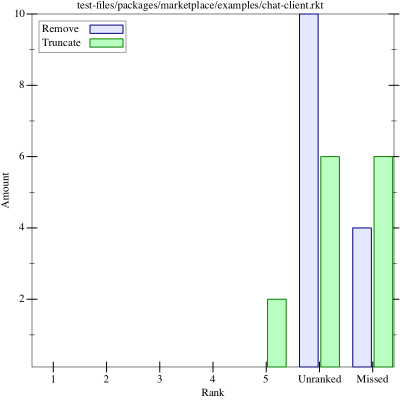 test-files/packages/marketplace/examples/chat-client.rkt
Remove
Truncate
10
8
6
4
2
Amount
1 2 3 4 5 Unranked Missed
Rank